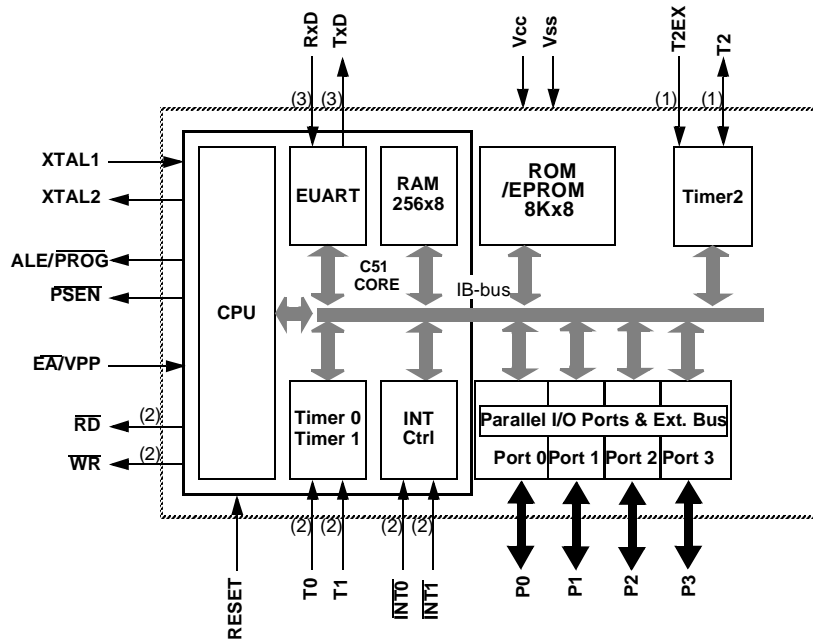 RxD
TxD
Vcc
Vss
T2EX
T2
(3) (3)
(1) (1)
XTAL1
XTAL2
ALE/PROG
PSEN
EA/VPP
RD
(2)
WR
(2)
CPU
EUART
RAM
256x8
ROM
/EPROM
8Kx8
Timer2
C51
CORE
IB-bus
Timer 0
Timer 1
INT
Ctrl
Parallel I/O Ports & Ext. Bus
Port 0
Port 1
Port 2
Port 3
(2) (2)
(2) (2)
RESET
T0
T1
INT0
INT1
P0
P1
P2
P3